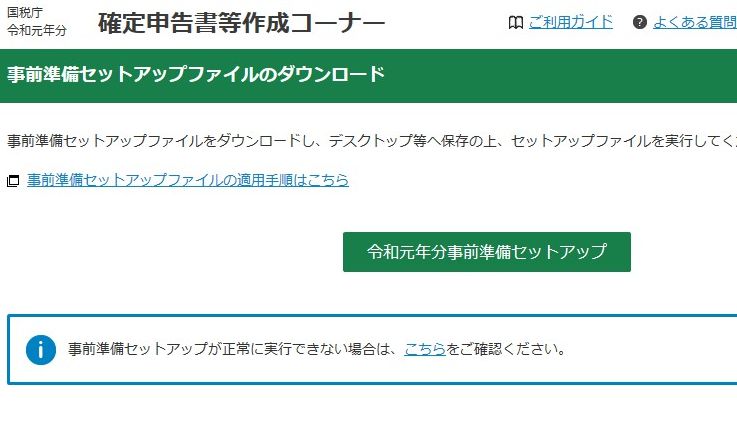 国税庁
令和元年分
確定申告書等作成コーナー
ご利用ガイド
よくある質問
事前準備セットアップファイルのダウンロード
事前準備セットアップファイルをダウンロードし、デスクトップ等へ保存の上、セットアップファイルを実行してく
事前準備セットアップファイルの適用手順はこちら
令和元年分事前準備セットアップ
事前準備セットアップが正常に実行できない場合は、こちらをご確認ください。